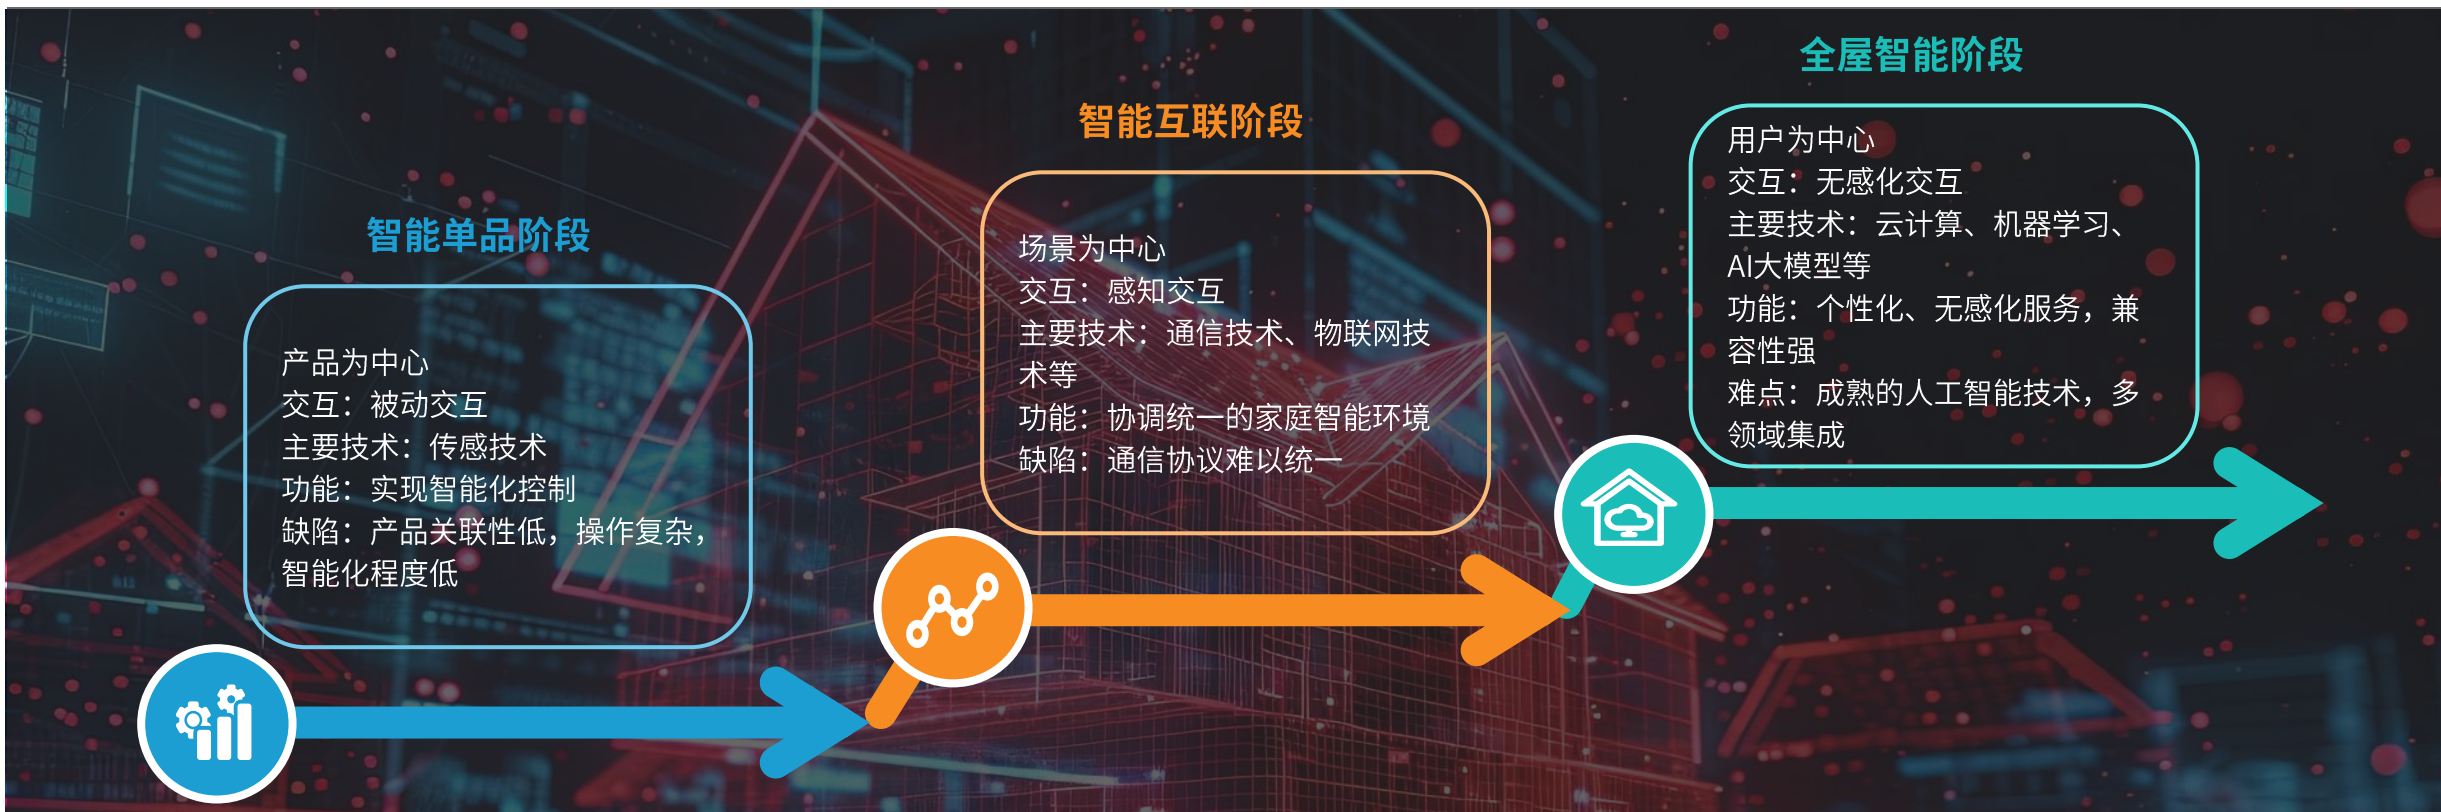 智能单品阶段
产品为中心
交互：被动交互
主要技术：传感技术
功能：实现智能化控制
缺陷：产品关联性低，操作复杂，
智能化程度低
智能互联阶段
场景为中心
交互：感知交互
主要技术：通信技术、物联网技
术等
功能：协调统一的家庭智能环境
缺陷：通信协议难以统一
全屋智能阶段
用户为中心
交互：无感化交互
主要技术：云计算、机器学习、
AI大模型等
功能：个性化、无感化服务，兼
容性强
难点：成熟的人工智能技术，多
领域集成